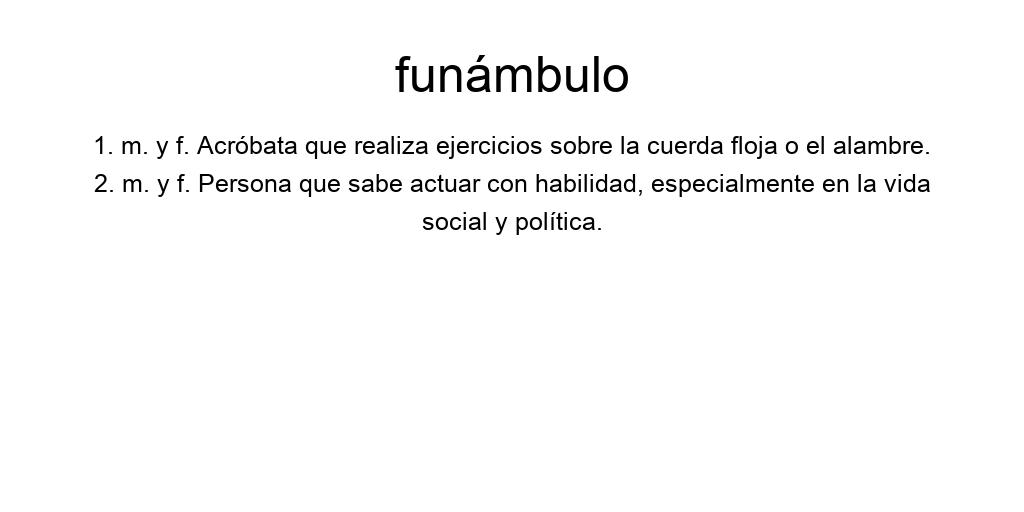 funámbulo
1. m. y f. Acróbata que realiza ejercicios sobre la cuerda floja o el alambre.
2. m. y f. Persona que sabe actuar con habilidad, especialmente en la vida
social y política.